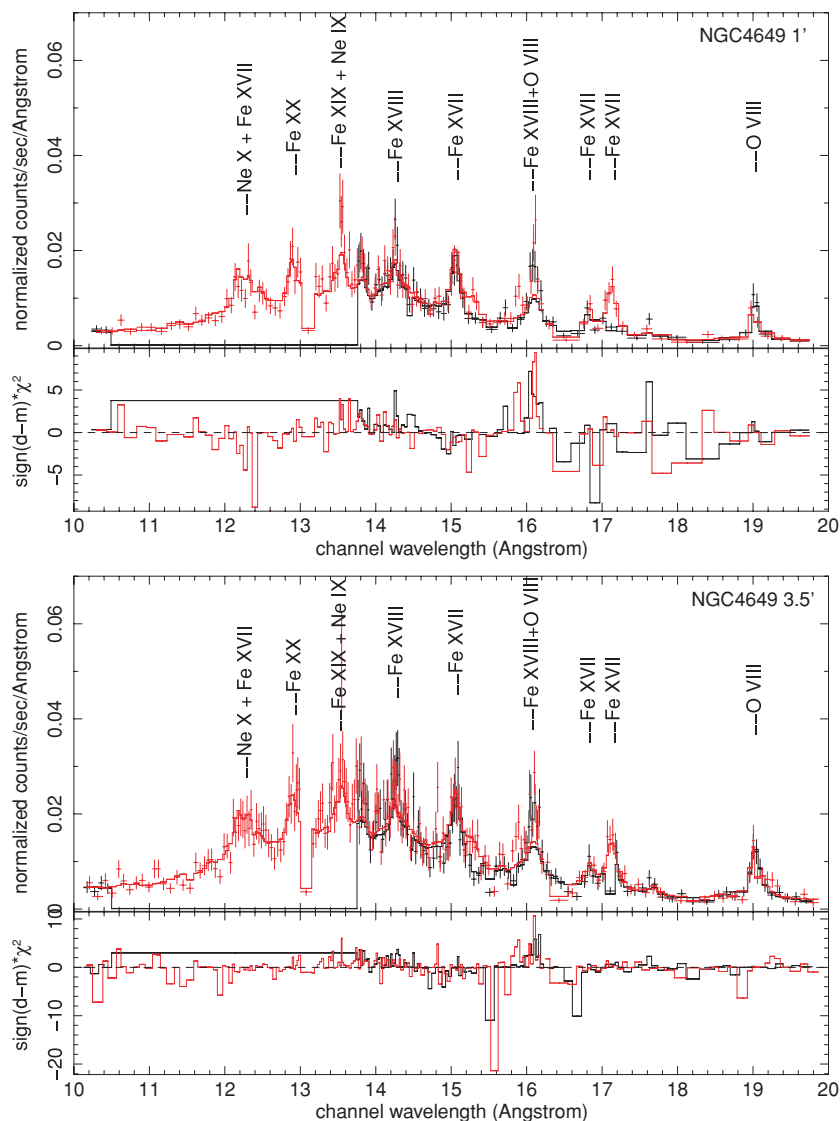 NGC4649 1'
normalized counts/sec/Angstrom
0 0.02 0.04 0.06
---Ne X + Fe XVII
---Fe XX
---Fe XIX + Ne IX
---Fe XVIII
---Fe XVII
---Fe XVIII+O VIII
---Fe XVII
---Fe XVII
---O VIII
sign(d−m)*χ²
−5 0 5
10 11 12 13 14 15 16 17 18 19 20
channel wavelength (Angstrom)
NGC4649 3.5'
normalized counts/sec/Angstrom
0 0.02 0.04 0.06
---Ne X + Fe XVII
---Fe XX
---Fe XIX + Ne IX
---Fe XVIII
---Fe XVII
---Fe XVIII+O VIII
---Fe XVII
---Fe XVII
---O VIII
sign(d−m)*χ²
−20 −10 0 10
10 11 12 13 14 15 16 17 18 19 20
channel wavelength (Angstrom)